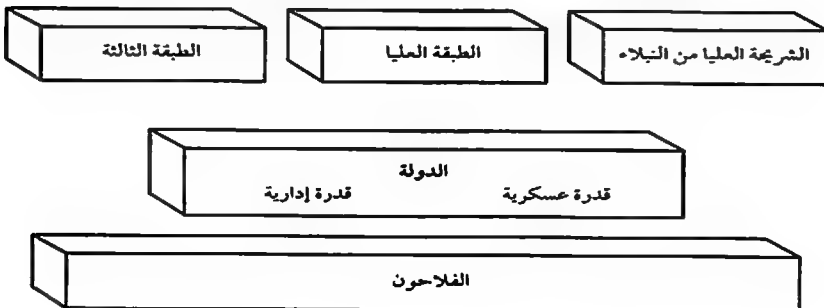 الشريحة العليا من النبلاء
الطبقة العليا
الطبقة الثالثة
الدولة
قدرة عسكرية
قدرة إدارية
الفلاحون